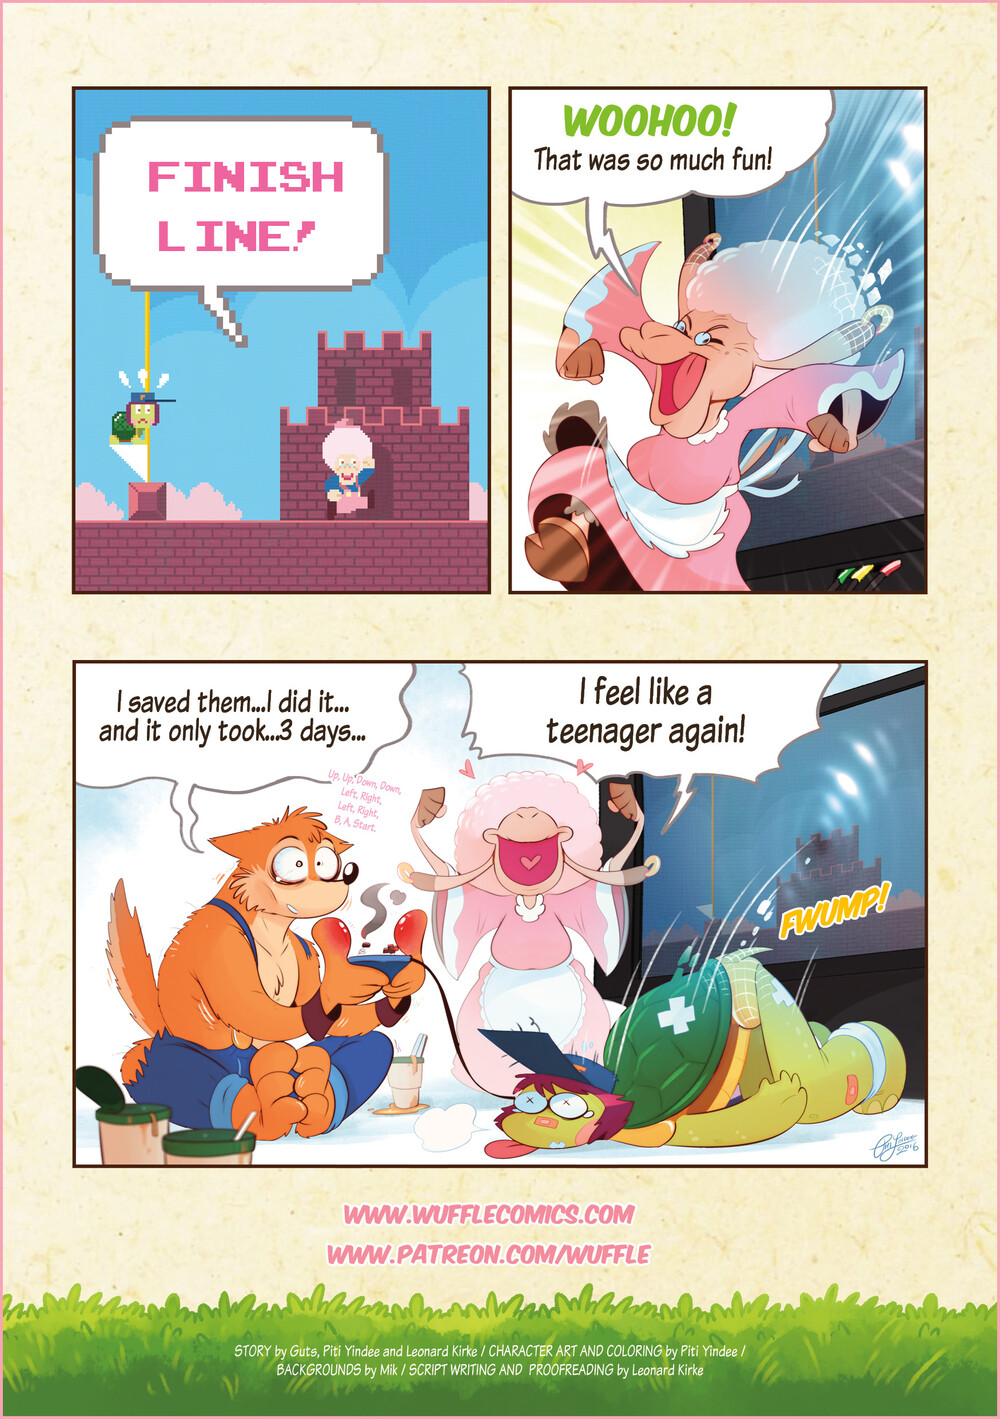 FINISH
LINE!
WOOHOO!
That was so much fun!
I saved them...I did it...
and it only took...3 days...
I feel like a
teenager again!
Up, Up, Down, Down,
Left, Right,
Left, Right,
B, A, Start.
FWUMP!
2016
WWW.WUFFLECOMICS.COM
WWW.PATREON.COM/WUFFLE
STORY by Guts, Piti Yindee and Leonard Kirke / CHARACTER ART AND COLORING by Piti Yindee /
BACKGROUNDS by Mik / SCRIPT WRITING AND PROOFREADING by Leonard Kirke